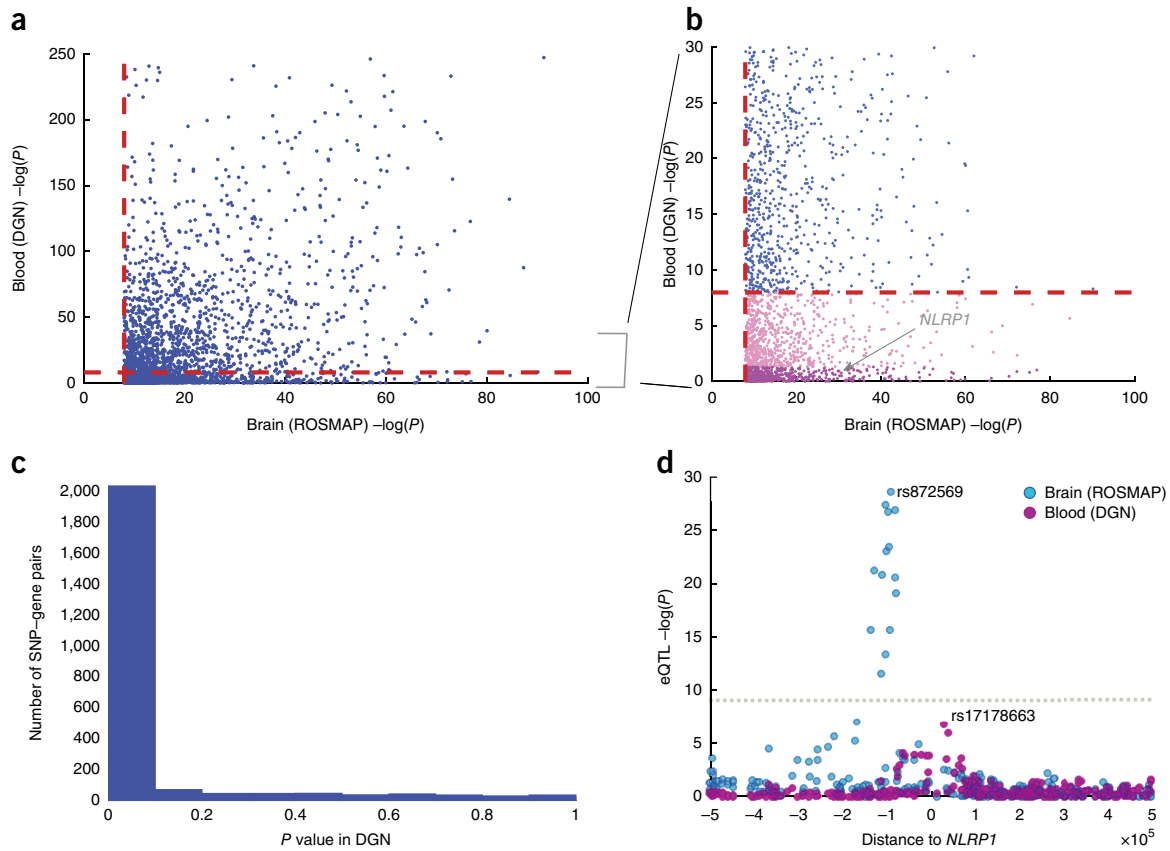 a
250
200
150
100
50
0
0 20 40 60 80 100
Blood (DGN) –log(P)
Brain (ROSMAP) –log(P)
b
30
25
20
15
10
5
0
0 20 40 60 80 100
Blood (DGN) –log(P)
Brain (ROSMAP) –log(P)
NLRP1
c
2,000
1,800
1,600
1,400
1,200
1,000
800
600
400
200
0
0 0.2 0.4 0.6 0.8 1
Number of SNP–gene pairs
P value in DGN
d
30
25
20
15
10
5
0
–5 –4 –3 –2 –1 0 1 2 3 4 5
×10⁵
eQTL –log(P)
Distance to NLRP1
rs872569
Brain (ROSMAP)
Blood (DGN)
rs17178663